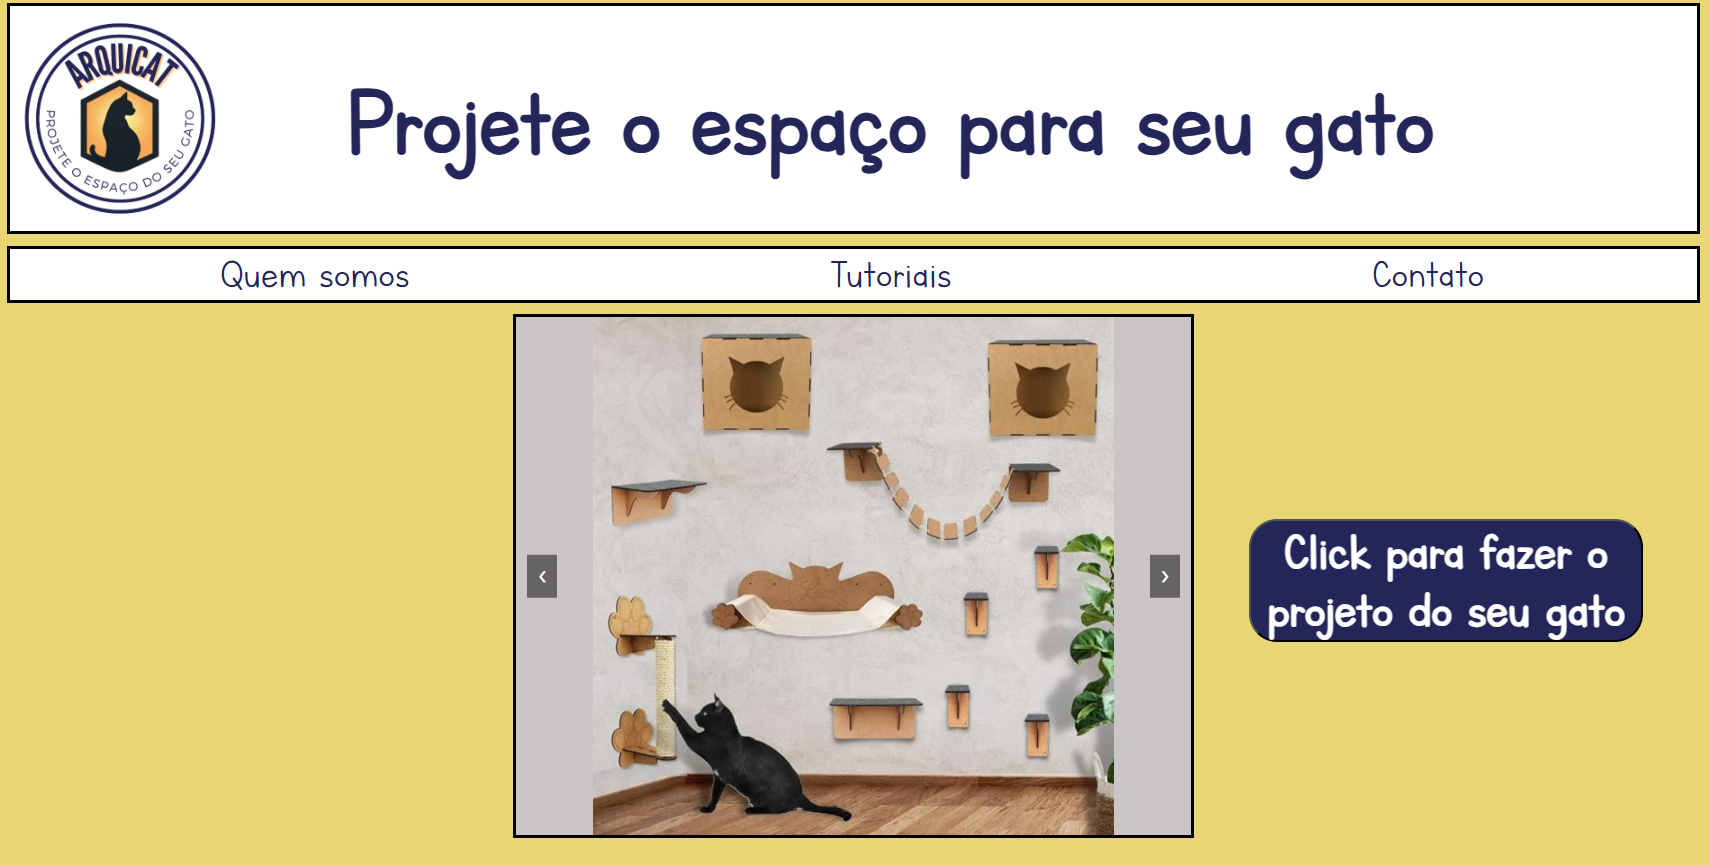 ARQUICAT
PROJETE O ESPAÇO DO SEU GATO
Projete o espaço para seu gato
Quem somos Tutoriais Contato
Love
‹ ›
Click para fazer o
projeto do seu gato